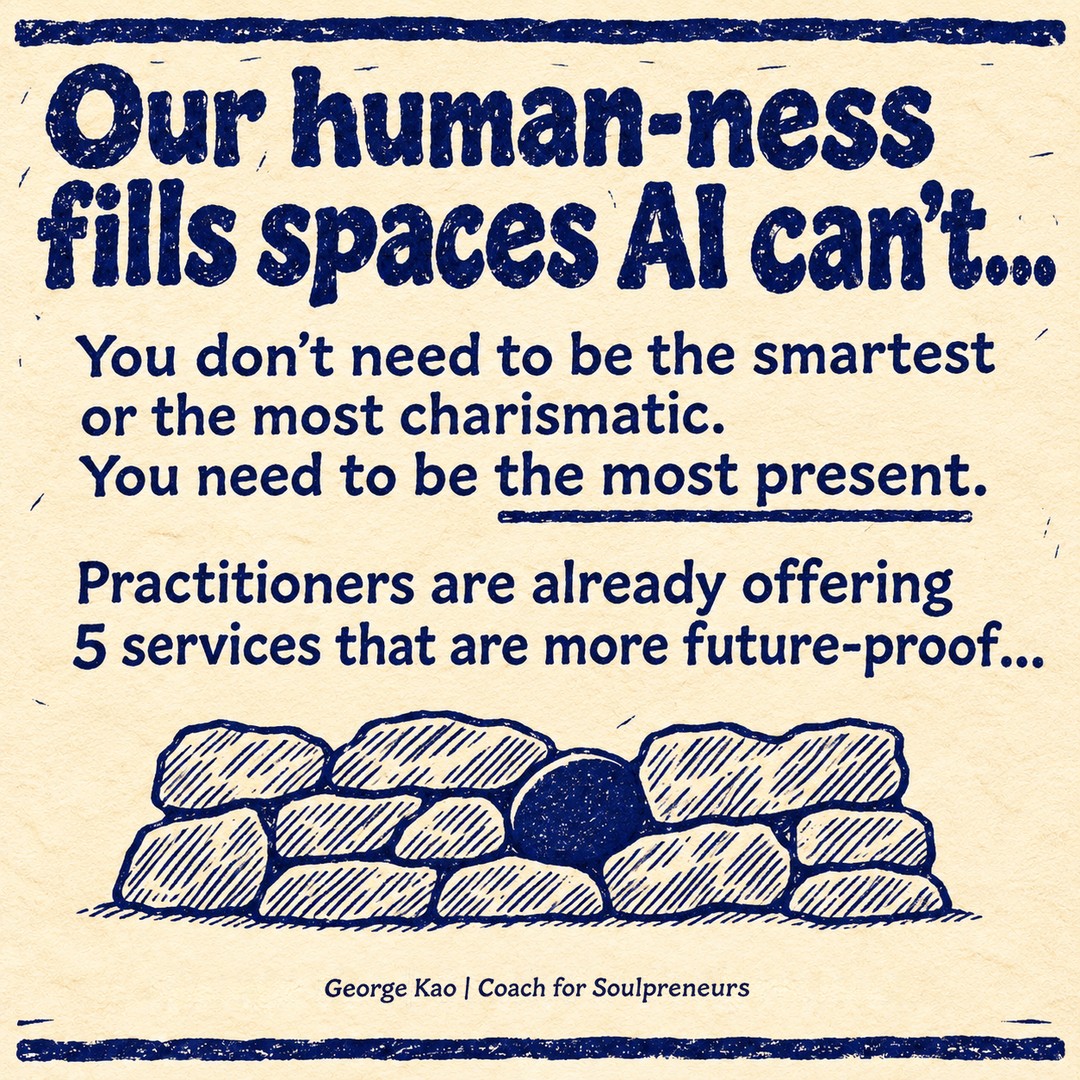 Our human-ness
fills spaces AI can't...
You don't need to be the smartest
or the most charismatic.
You need to be the most present.
Practitioners are already offering
5 services that are more future-proof...
George Kao | Coach for Soulpreneurs